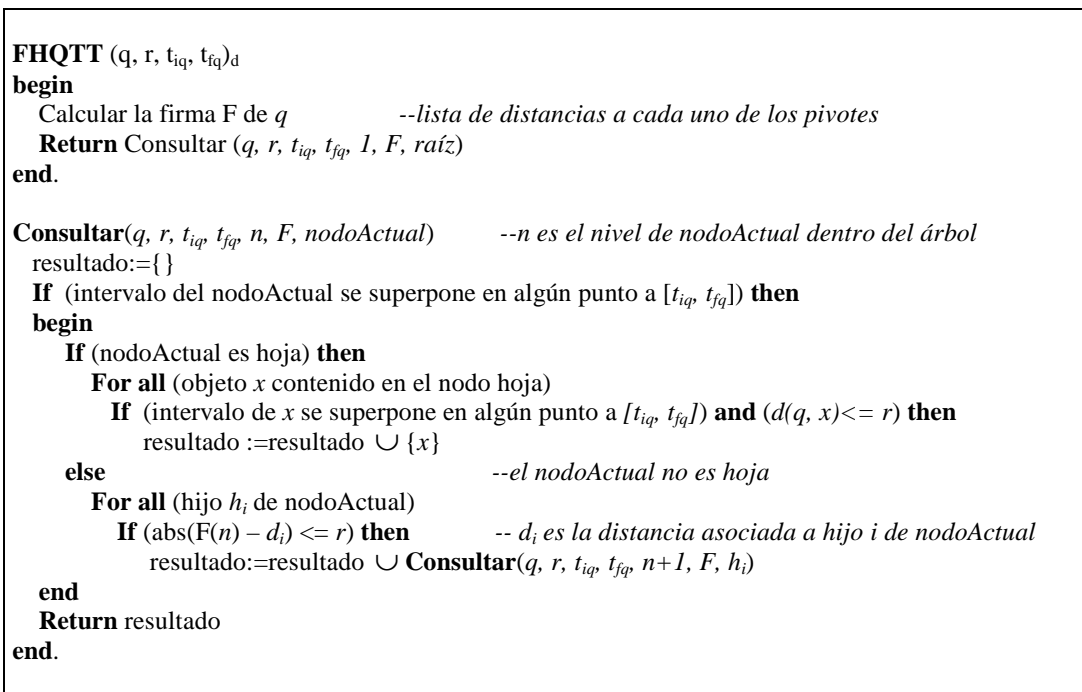 FHQTT (q, r, tiq, tfq)d
begin
Calcular la firma F de q --lista de distancias a cada uno de los pivotes
Return Consultar (q, r, tiq, tfq, 1, F, raíz)
end.
Consultar(q, r, tiq, tfq, n, F, nodoActual) --n es el nivel de nodoActual dentro del árbol
resultado:={}
If (intervalo del nodoActual se superpone en algún punto a [tiq, tfq]) then
begin
If (nodoActual es hoja) then
For all (objeto x contenido en el nodo hoja)
If (intervalo de x se superpone en algún punto a [tiq, tfq]) and (d(q, x)<= r) then
resultado :=resultado ∪ {x}
else --el nodoActual no es hoja
For all (hijo hi de nodoActual)
If (abs(F(n) – di) <= r) then -- di es la distancia asociada a hijo i de nodoActual
resultado:=resultado ∪ Consultar(q, r, tiq, tfq, n+1, F, hi)
end
Return resultado
end.